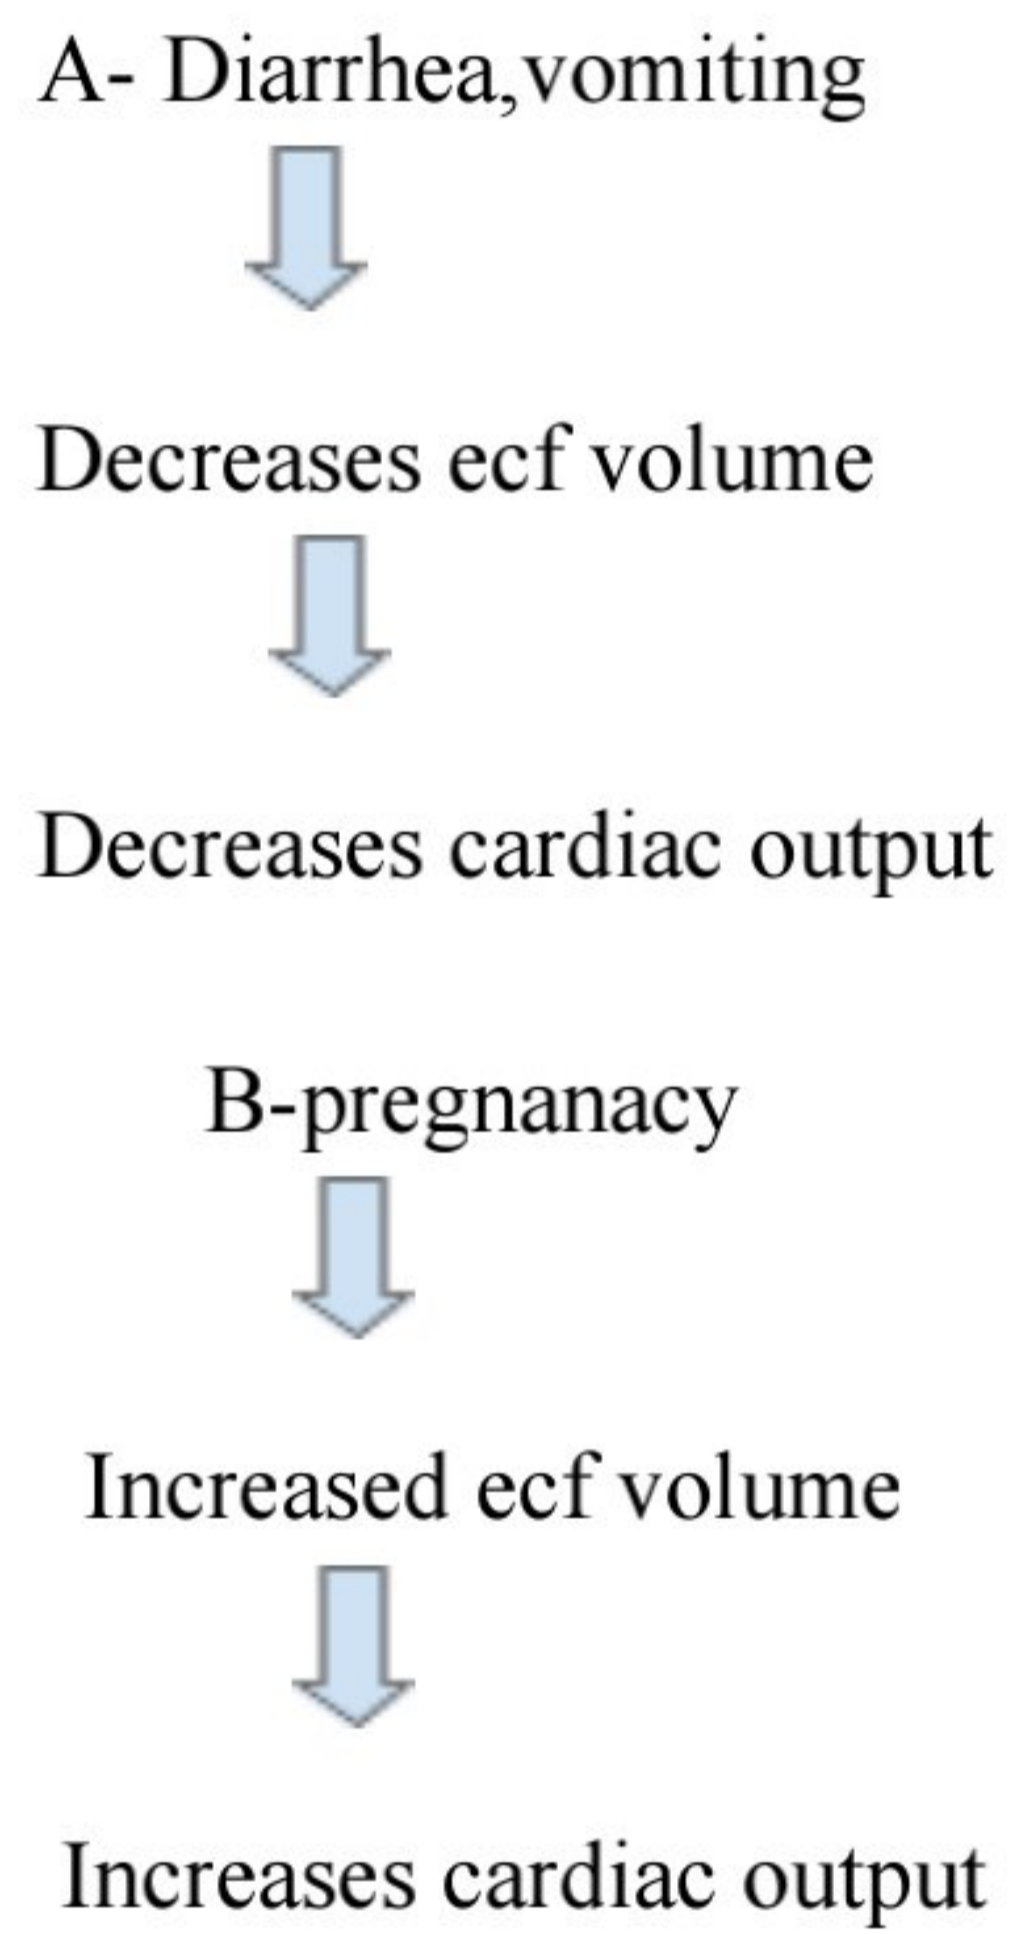 A- Diarrhea,vomiting
Decreases ecf volume
Decreases cardiac output
B-pregnanacy
Increased ecf volume
Increases cardiac output